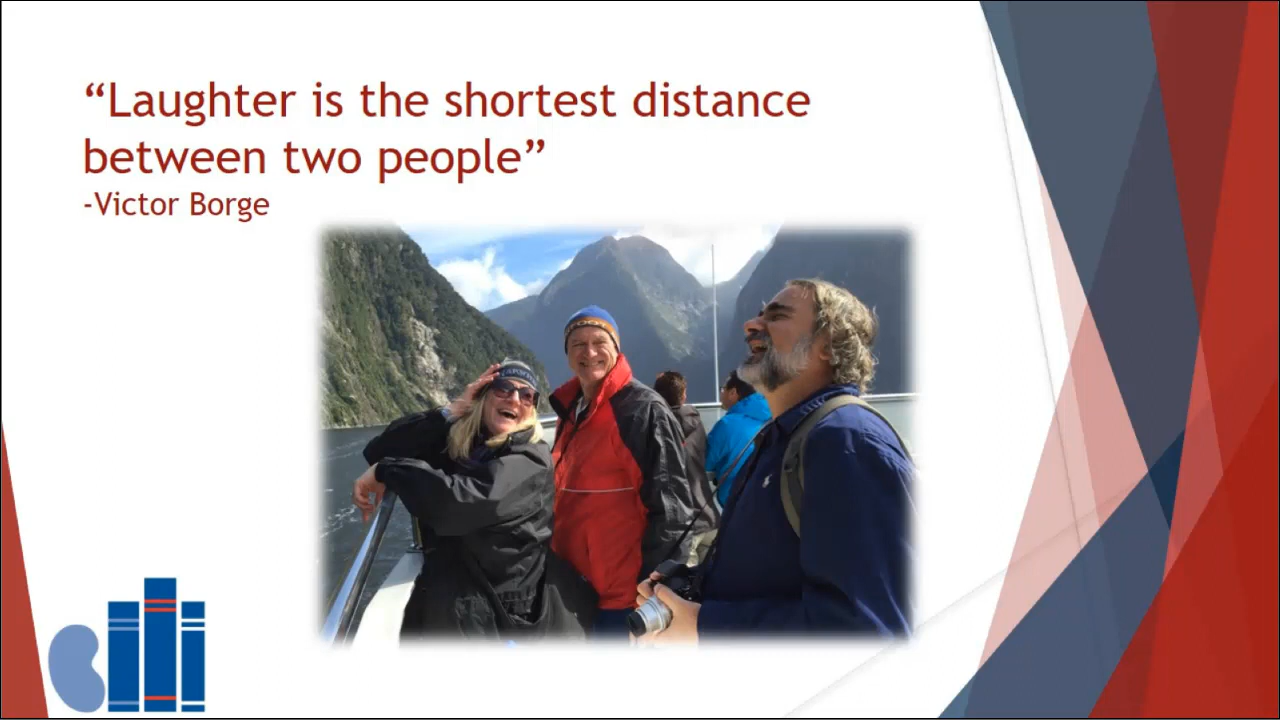 “Laughter is the shortest distance
between two people”
-Victor Borge